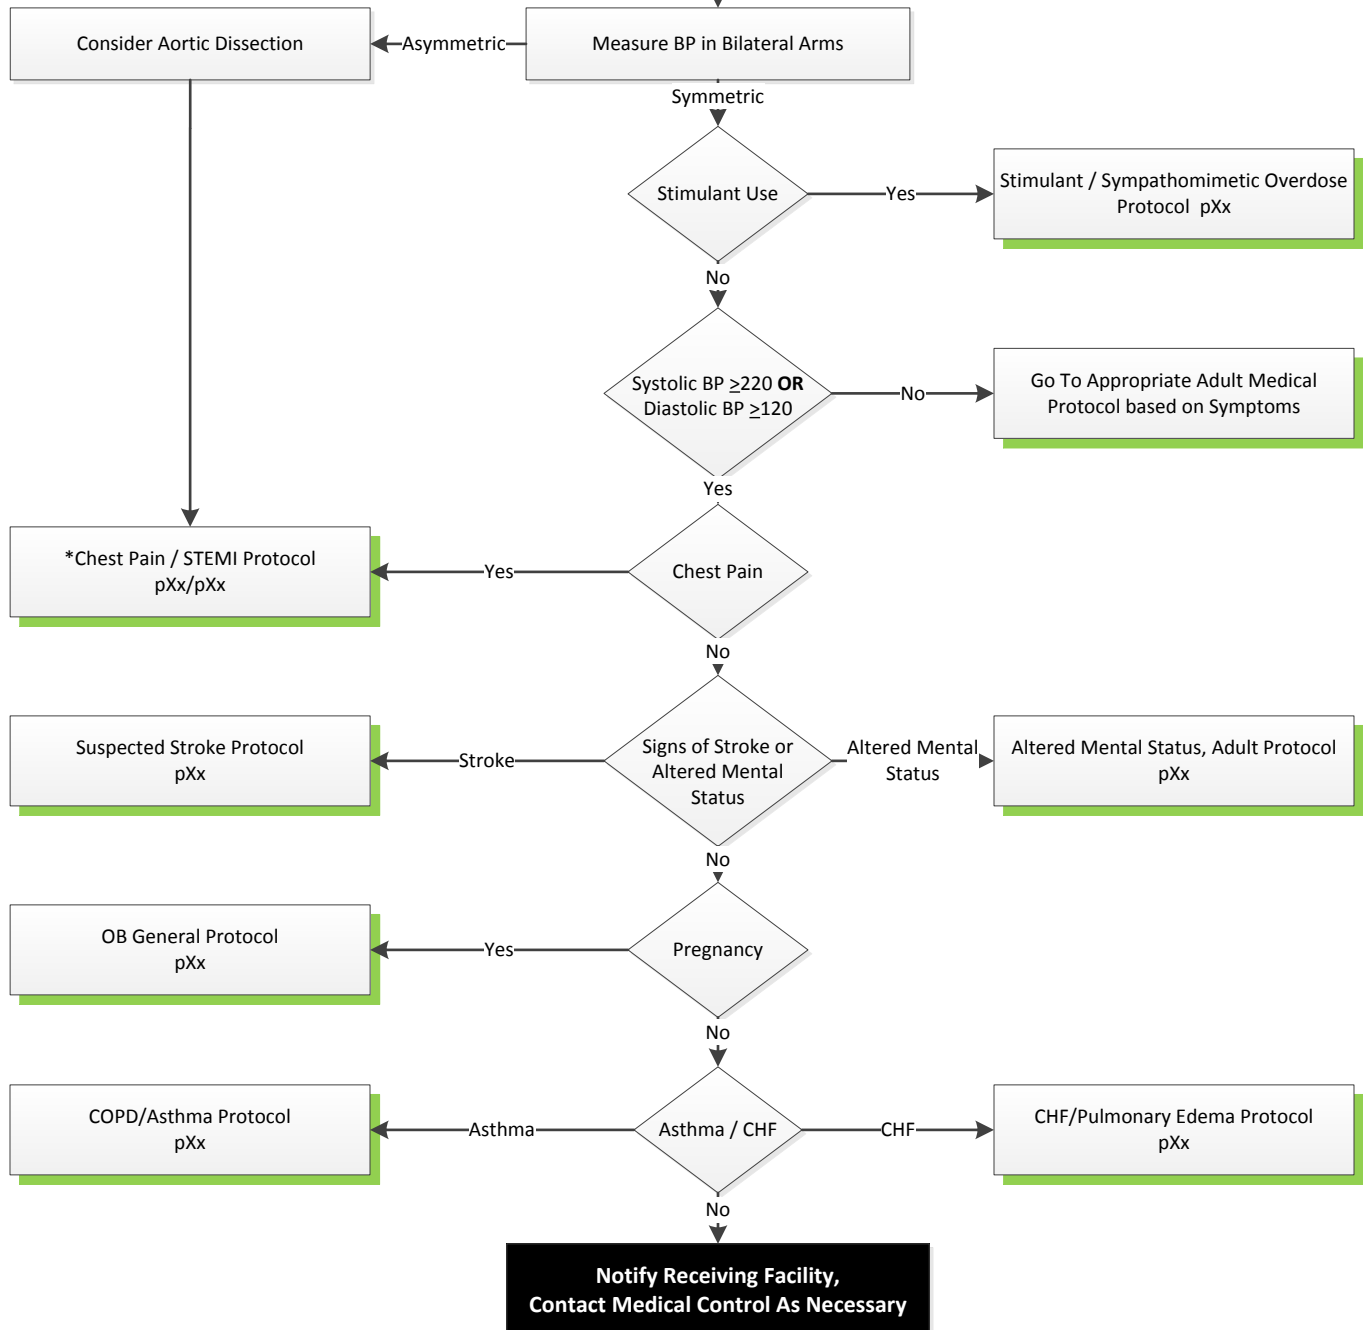 Consider Aortic Dissection
Asymmetric
Measure BP in Bilateral Arms
Symmetric
Stimulant Use
Yes
Stimulant / Sympathomimetic Overdose
Protocol pXx
No
Systolic BP ≥220 OR
Diastolic BP ≥120
No
Go To Appropriate Adult Medical
Protocol based on Symptoms
Yes
*Chest Pain / STEMI Protocol
pXx/pXx
Yes
Chest Pain
No
Suspected Stroke Protocol
pXx
Stroke
Signs of Stroke or
Altered Mental
Status
Altered Mental
Status
Altered Mental Status, Adult Protocol
pXx
No
OB General Protocol
pXx
Yes
Pregnancy
No
COPD/Asthma Protocol
pXx
Asthma
Asthma / CHF
CHF
CHF/Pulmonary Edema Protocol
pXx
No
Notify Receiving Facility,
Contact Medical Control As Necessary